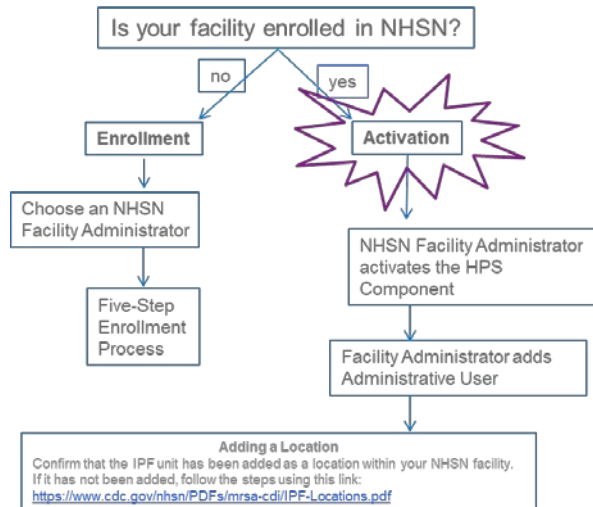 Is your facility enrolled in NHSN?
no
yes
Enrollment
Activation
Choose an NHSN
Facility Administrator
NHSN Facility Administrator
activates the HPS
Component
Five-Step
Enrollment
Process
Facility Administrator adds
Administrative User
Adding a Location
Confirm that the IPF unit has been added as a location within your NHSN facility.
If it has not been added, follow the steps using this link:
https://www.cdc.gov/nhsn/PDFs/mrsa-cdi/IPF-Locations.pdf